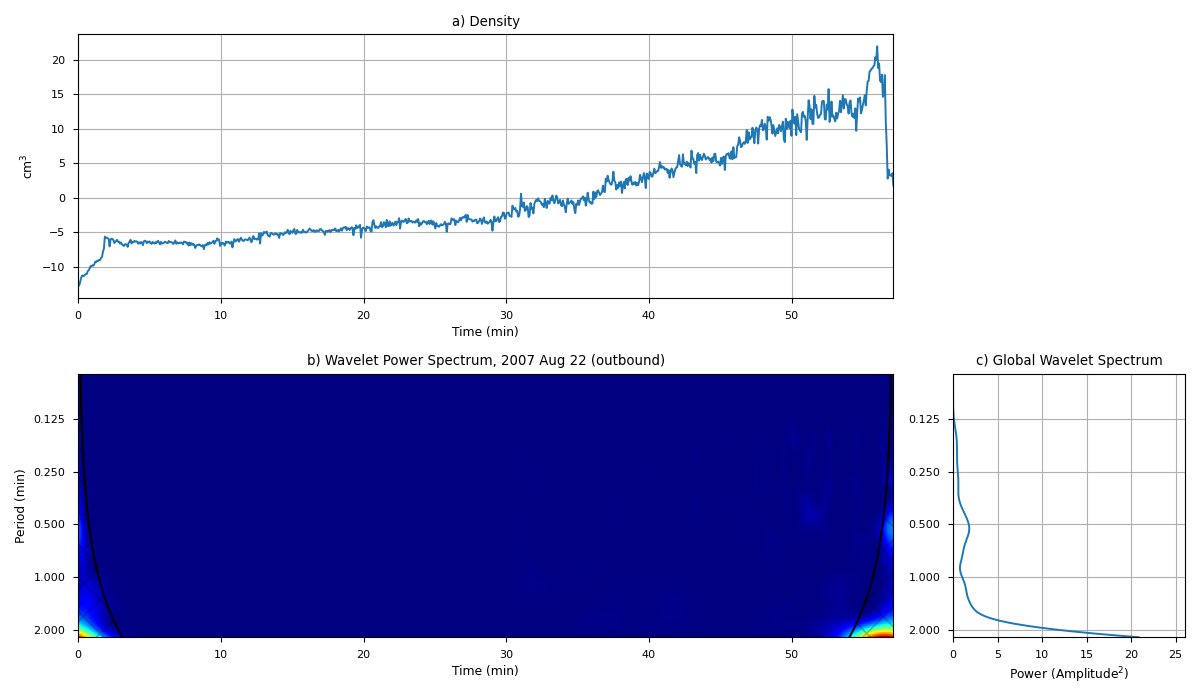 a) Density
cm³
20
15
10
5
0
−5
−10
0 10 20 30 40 50
Time (min)
b) Wavelet Power Spectrum, 2007 Aug 22 (outbound)
Period (min)
0.125
0.250
0.500
1.000
2.000
0 10 20 30 40 50
Time (min)
c) Global Wavelet Spectrum
0.125
0.250
0.500
1.000
2.000
0 5 10 15 20 25
Power (Amplitude²)